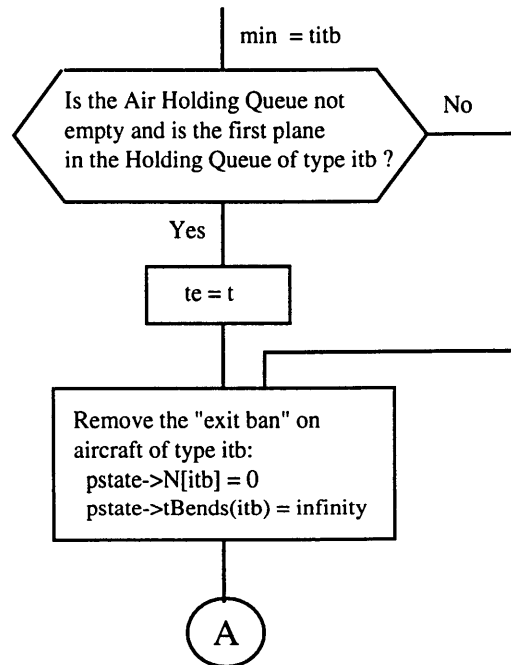 min = titb
Is the Air Holding Queue not
empty and is the first plane
in the Holding Queue of type itb ?
No
Yes
te = t
Remove the "exit ban" on
aircraft of type itb:
pstate->N[itb] = 0
pstate->tBends(itb) = infinity
A